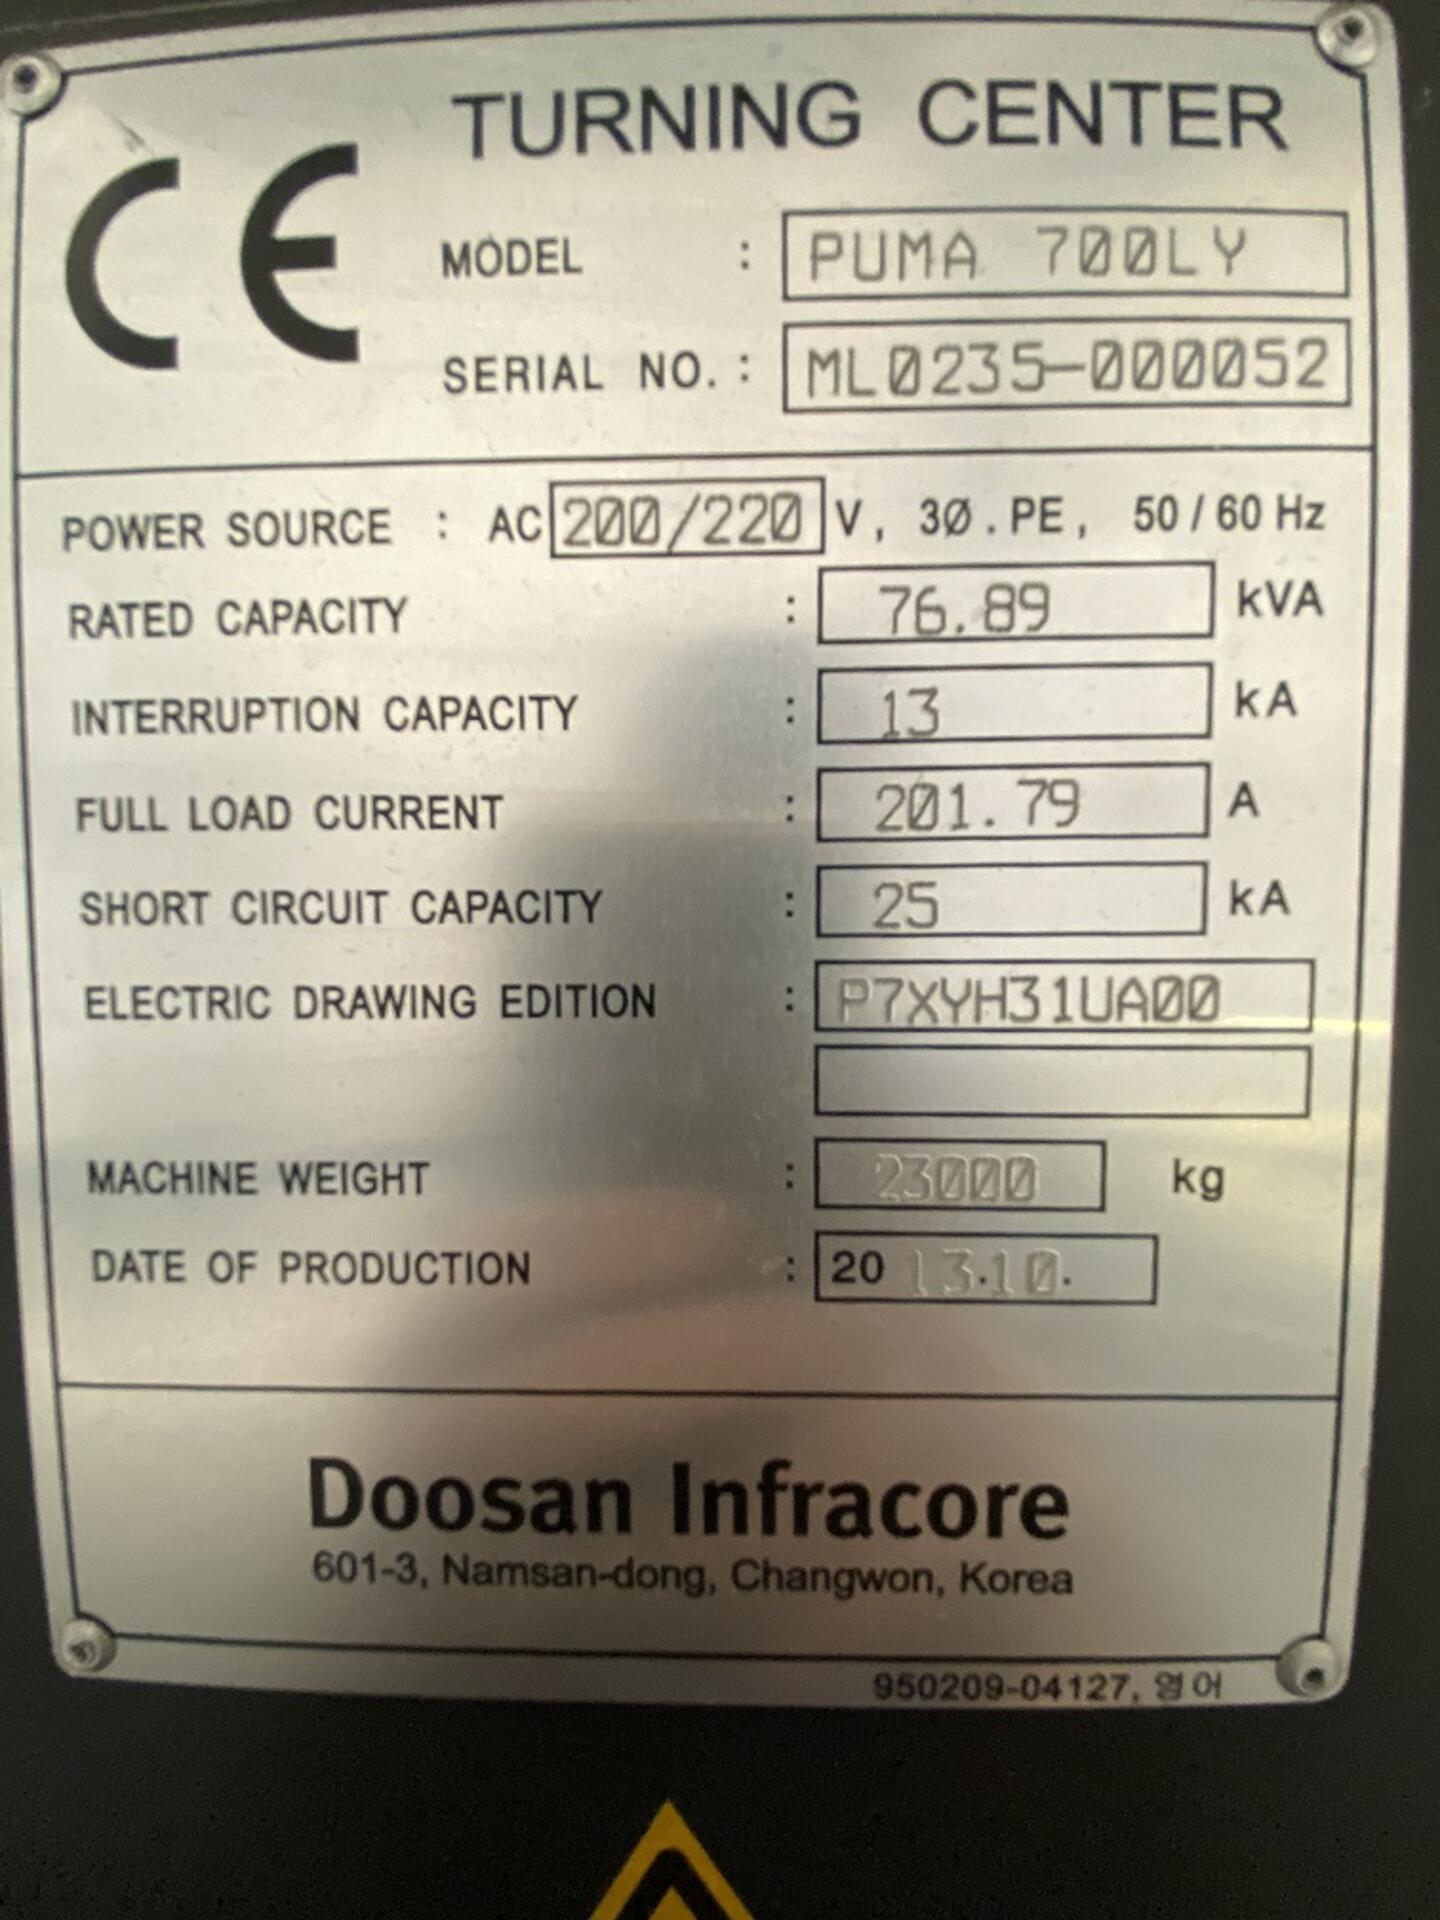 CE
TURNING CENTER
MODEL : PUMA 700LY
SERIAL NO. : ML0235-000052
POWER SOURCE : AC 200/220 V, 3Ø.PE, 50/60 Hz
RATED CAPACITY : 76.89 kVA
INTERRUPTION CAPACITY : 13 kA
FULL LOAD CURRENT : 201.79 A
SHORT CIRCUIT CAPACITY : 25 kA
ELECTRIC DRAWING EDITION : P7XYH31UA00
MACHINE WEIGHT : 23000 kg
DATE OF PRODUCTION : 20 13.10.
Doosan Infracore
601-3, Namsan-dong, Changwon, Korea
950209-04127, 영어